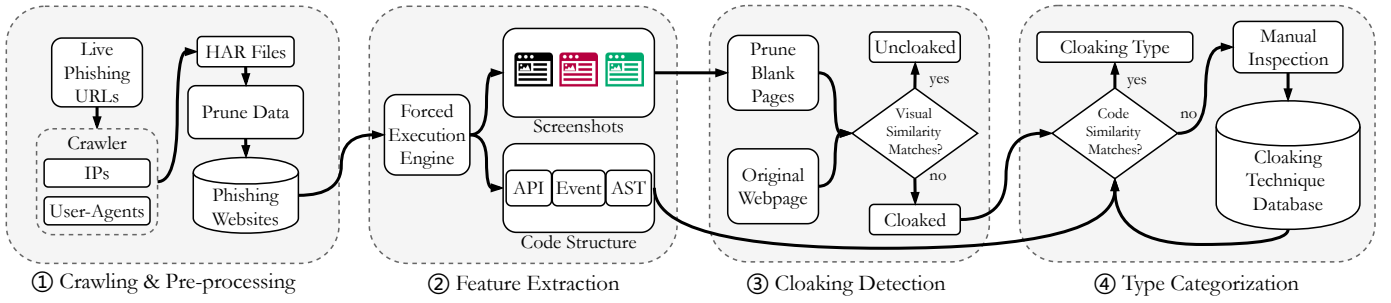 Live
Phishing
URLs
Crawler
IPs
User-Agents
HAR Files
Prune Data
Phishing
Websites
① Crawling & Pre-processing
Forced
Execution
Engine
Screenshots
API
Event
AST
Code Structure
② Feature Extraction
Prune
Blank
Pages
Original
Webpage
Uncloaked
yes
Visual
Similarity
Matches?
no
Cloaked
③ Cloaking Detection
Cloaking Type
yes
Code
Similarity
Matches?
no
Manual
Inspection
Cloaking
Technique
Database
④ Type Categorization